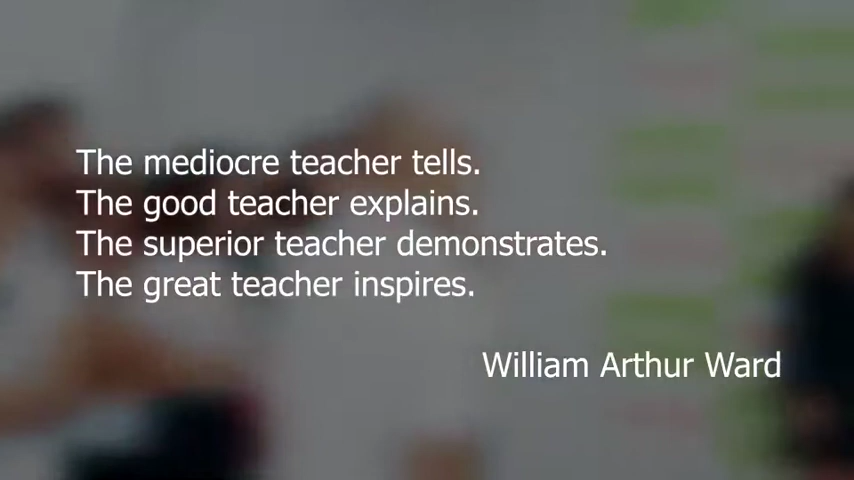 The mediocre teacher tells.
The good teacher explains.
The superior teacher demonstrates.
The great teacher inspires.
William Arthur Ward